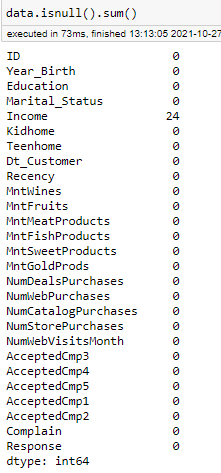 data.isnull().sum()
executed in 73ms, finished 13:13:05 2021-10-27
ID 0
Year_Birth 0
Education 0
Marital_Status 0
Income 24
Kidhome 0
Teenhome 0
Dt_Customer 0
Recency 0
MntWines 0
MntFruits 0
MntMeatProducts 0
MntFishProducts 0
MntSweetProducts 0
MntGoldProds 0
NumDealsPurchases 0
NumWebPurchases 0
NumCatalogPurchases 0
NumStorePurchases 0
NumWebVisitsMonth 0
AcceptedCmp3 0
AcceptedCmp4 0
AcceptedCmp5 0
AcceptedCmp1 0
AcceptedCmp2 0
Complain 0
Response 0
dtype: int64